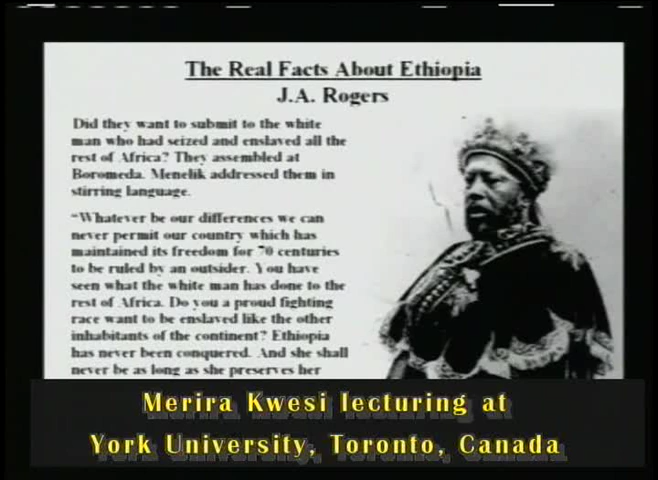 The Real Facts About Ethiopia
J.A. Rogers
Did they want to submit to the white
man who had seized and enslaved all the
rest of Africa? They assembled at
Boromeda. Menelik addressed them in
stirring language.
"Whatever be our differences we can
never permit our country which has
maintained its freedom for 70 centuries
to be ruled by an outsider. You have
seen what the white man has done to the
rest of Africa. Do you a proud fighting
race want to be enslaved like the other
inhabitants of the continent? Ethiopia
has never been conquered. And she shall
never be as long as she preserves her
Merira Kwesi lecturing at
York University, Toronto, Canada